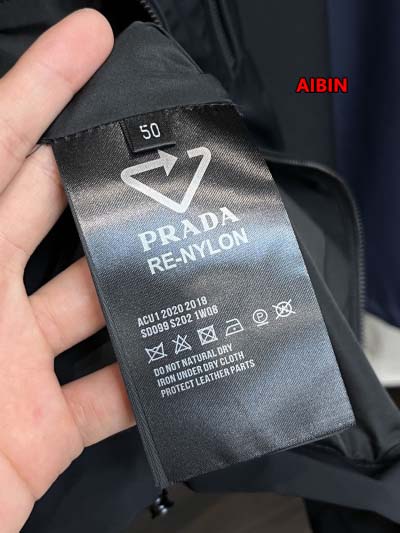 AIBIN
50
PRADA
RE-NYLON
ACU1 2020 2018
SD099 S202 1W08
DO NOT NATURAL DRY
IRON UNDER DRY CLOTH
PROTECT LEATHER PARTS